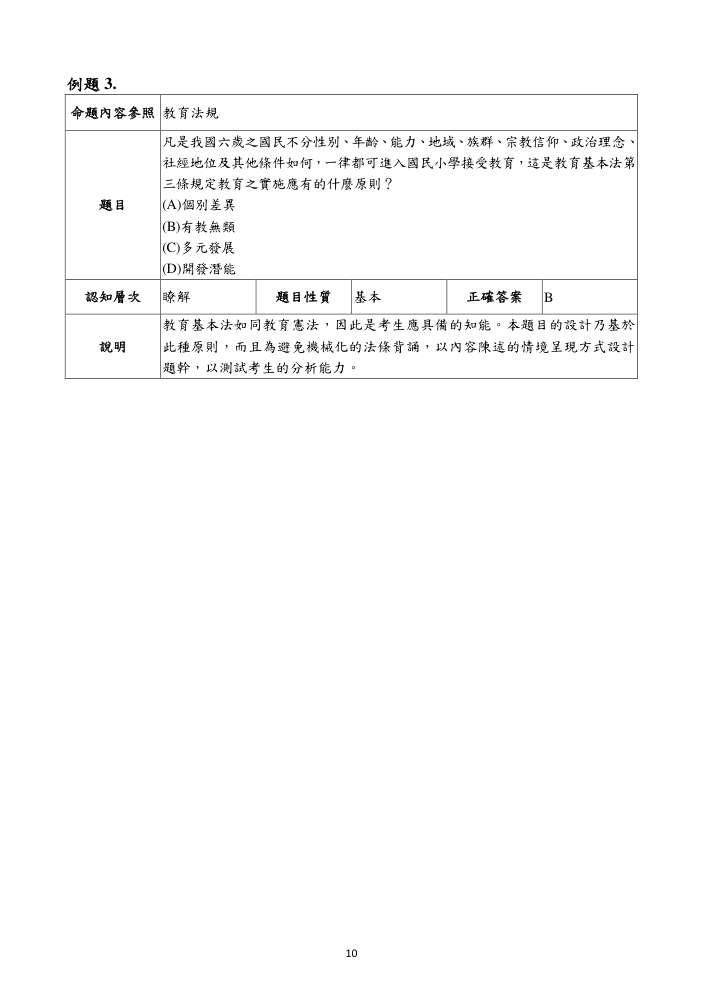 例題 3.
命題內容參照 教育法規
凡是我國六歲之國民不分性別、年齡、能力、地域、族群、宗教信仰、政治理念、
社經地位及其他條件如何，一律都可進入國民小學接受教育，這是教育基本法第
三條規定教育之實施應有的什麼原則？
題目 (A)個別差異
(B)有教無類
(C)多元發展
(D)開發潛能
認知層次 瞭解 題目性質 基本 正確答案 B
教育基本法如同教育憲法，因此是考生應具備的知能。本題目的設計乃基於
說明 此種原則，而且為避免機械化的法條背誦，以內容陳述的情境呈現方式設計
題幹，以測試考生的分析能力。
10